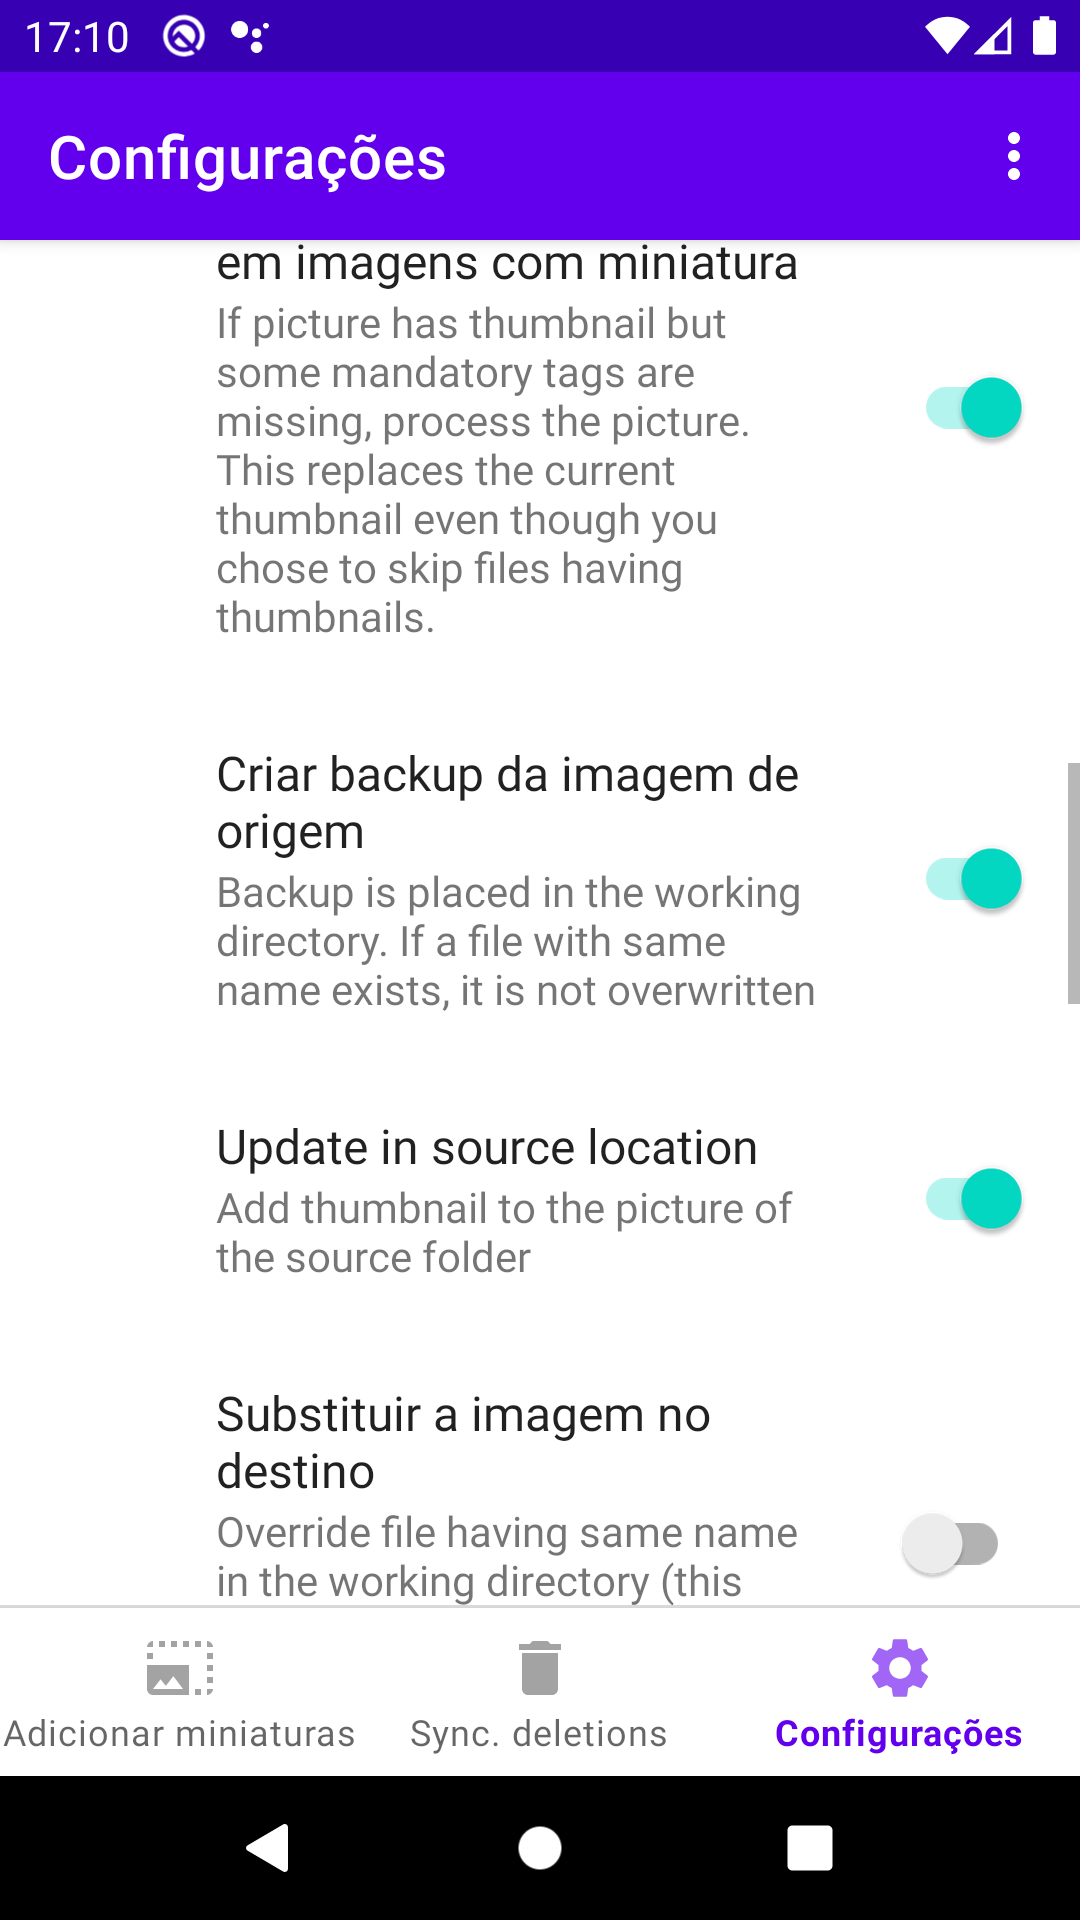 17:10
Configurações
em imagens com miniatura
If picture has thumbnail but
some mandatory tags are
missing, process the picture.
This replaces the current
thumbnail even though you
chose to skip files having
thumbnails.
Criar backup da imagem de
origem
Backup is placed in the working
directory. If a file with same
name exists, it is not overwritten
Update in source location
Add thumbnail to the picture of
the source folder
Substituir a imagem no
destino
Override file having same name
in the working directory (this
Adicionar miniaturas
Sync. deletions
Configurações